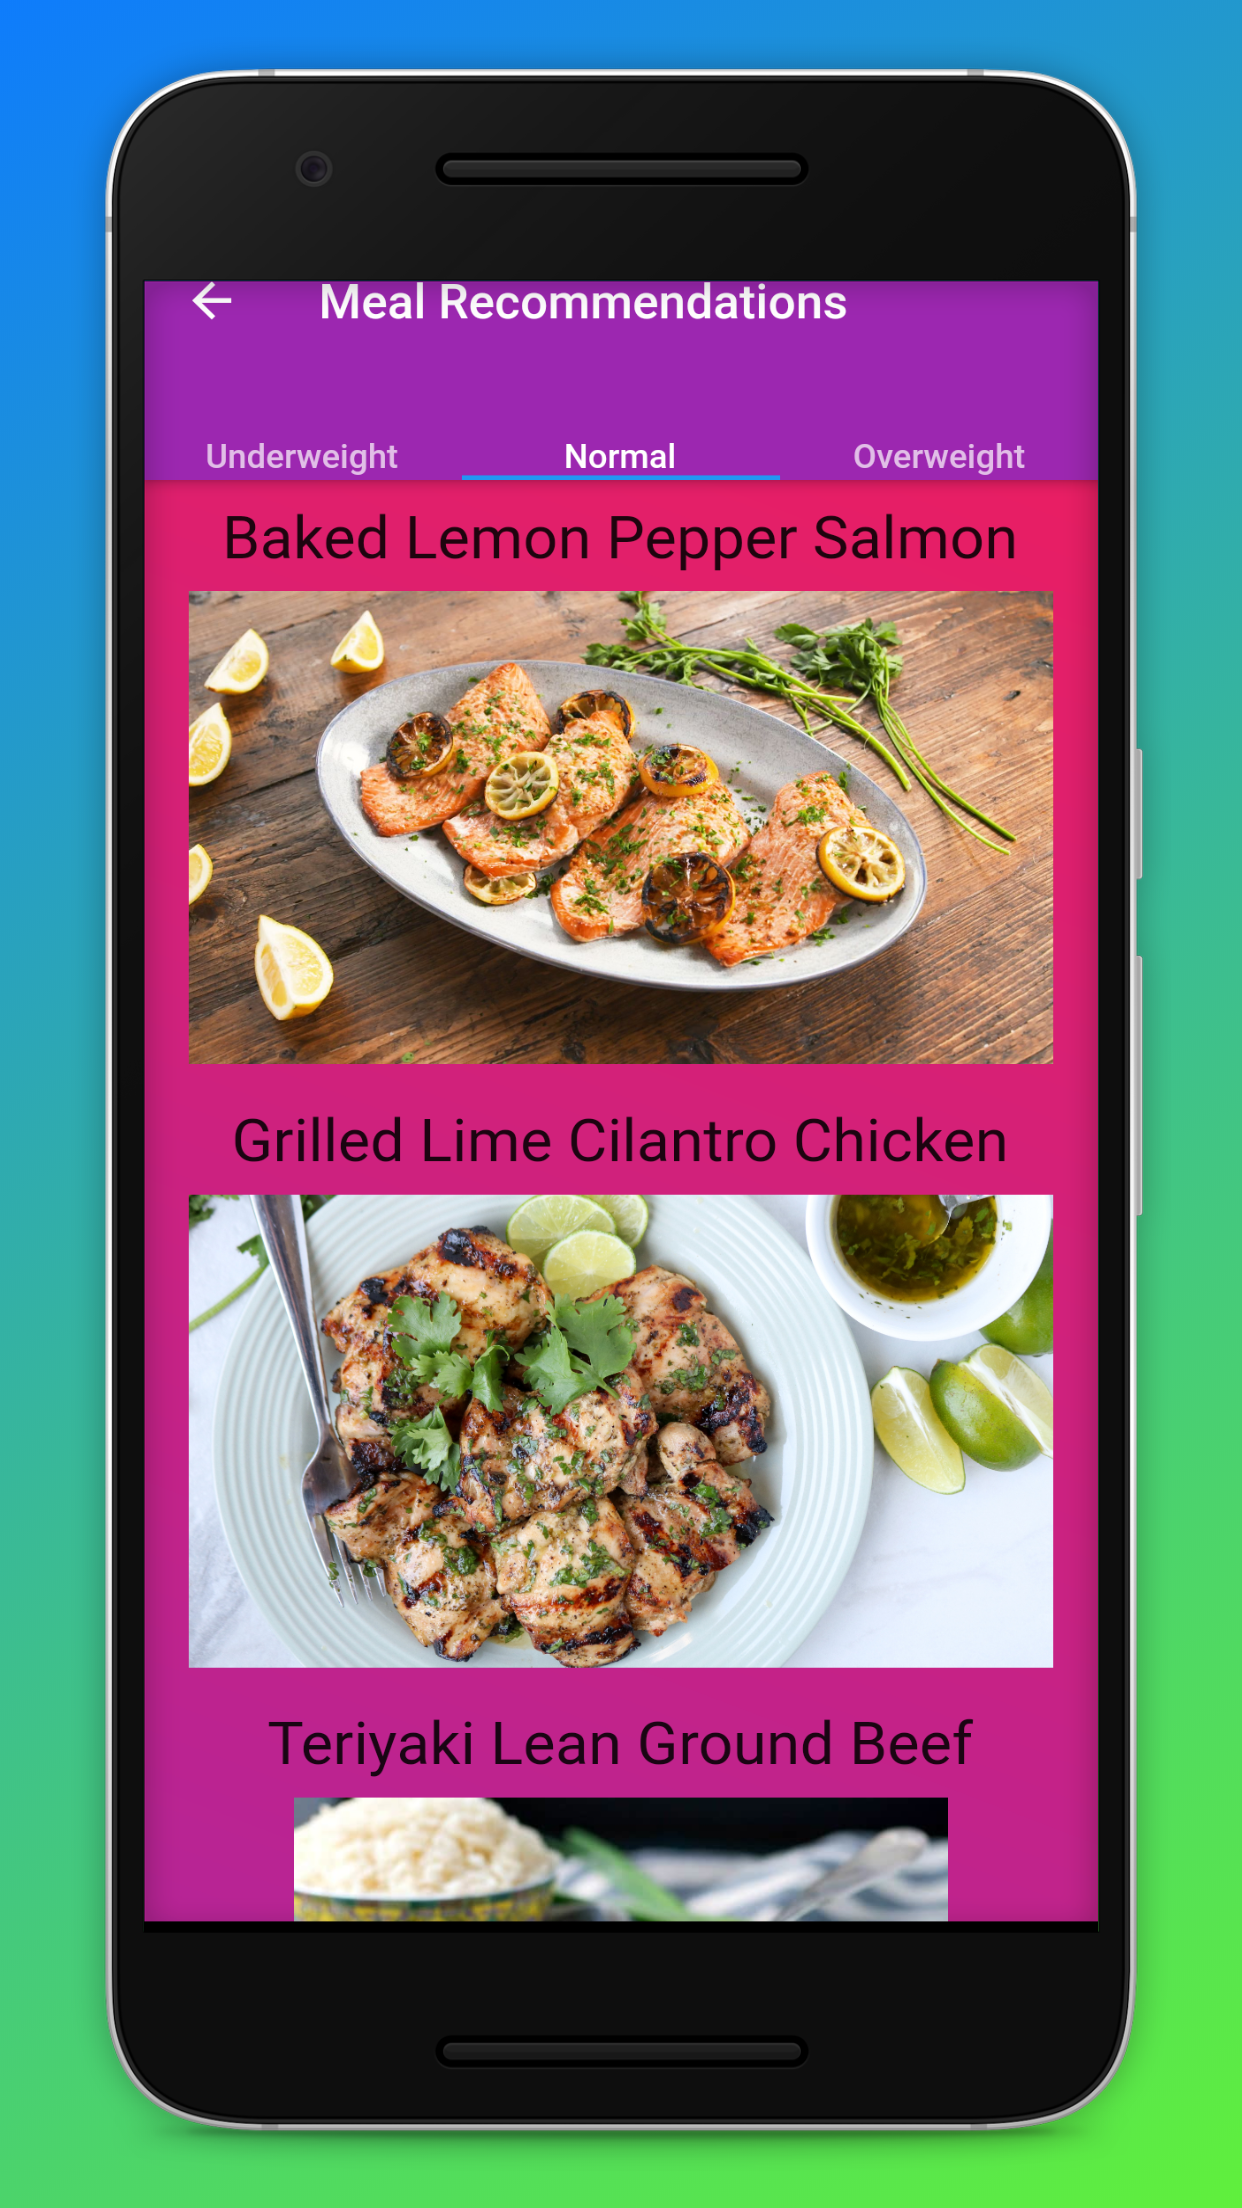 Meal Recommendations
Underweight Normal Overweight
Baked Lemon Pepper Salmon
Grilled Lime Cilantro Chicken
Teriyaki Lean Ground Beef